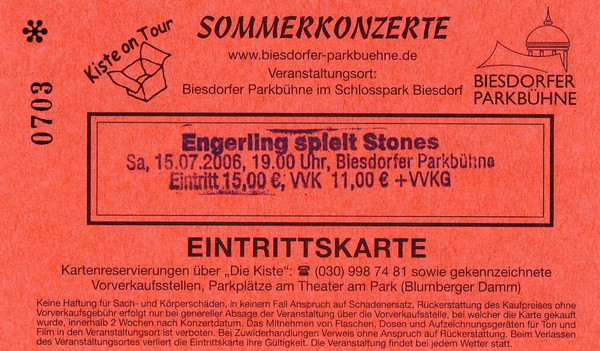 SOMMERKONZERTE
Kiste on Tour
www.biesdorfer-parkbuehne.de
Veranstaltungsort:
Biesdorfer Parkbühne im Schlosspark Biesdorf
BIESDORFER
PARKBÜHNE
0703
Engerling spielt Stones
Sa, 15.07.2006, 19.00 Uhr, Biesdorfer Parkbühne
Eintritt 15,00 €, VVK 11,00 € +VVKG
EINTRITTSKARTE
Kartenreservierungen über „Die Kiste“: ☎ (030) 998 74 81 sowie gekennzeichnete
Vorverkaufsstellen, Parkplätze am Theater am Park (Blumberger Damm)
Keine Haftung für Sach- und Körperschäden, in keinem Fall Anspruch auf Schadenersatz, Rückerstattung des Kaufpreises ohne
Vorverkaufsgebühr erfolgt nur bei genereller Absage der Veranstaltung über die Vorverkaufsstelle, bei welcher die Karte gekauft
wurde, innerhalb 2 Wochen nach Konzertdatum. Das Mitnehmen von Flaschen, Dosen und Aufzeichnungsgeräten für Ton und
Film in den Veranstaltungsort ist verboten. Bei Zuwiderhandlungen Verweis ohne Anspruch auf Rückerstattung. Beim Verlassen
des Veranstaltungsortes verliert die Eintrittskarte ihre Gültigkeit. Die Veranstaltung findet bei jedem Wetter statt.